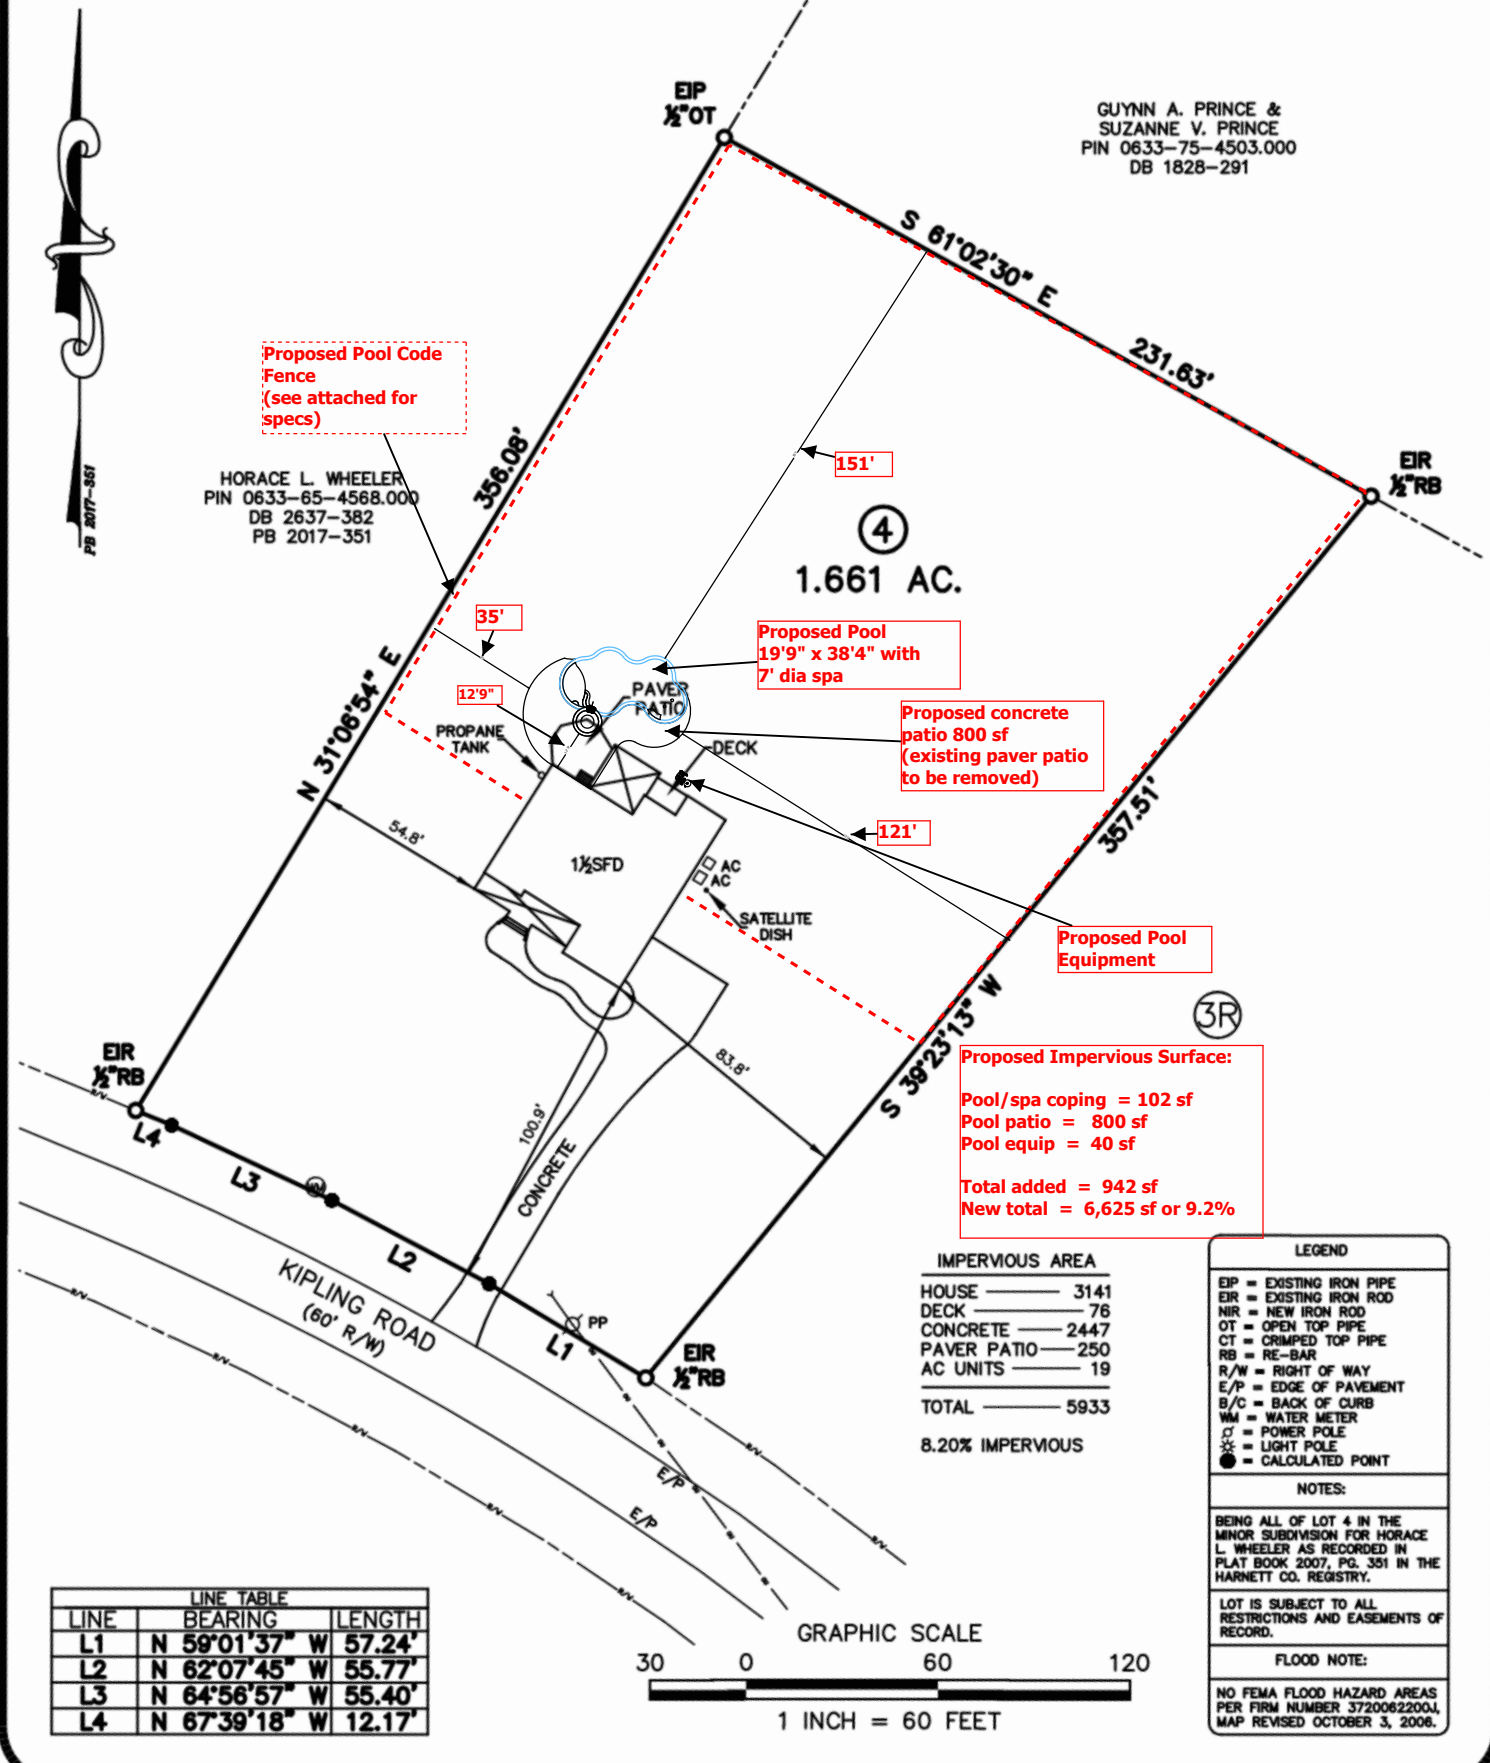 EIP
½"OT
GUYNN A. PRINCE &
SUZANNE V. PRINCE
PIN 0633-75-4503.000
DB 1828-291
S 61°02'30" E
231.63'
Proposed Pool Code
Fence
(see attached for
specs)
356.08'
HORACE L. WHEELER
PIN 0633-65-4568.000
DB 2637-382
PB 2017-351
PB 2017-351
151'
EIR
½"RB
4
1.661 AC.
35'
Proposed Pool
19'9" x 38'4" with
7' dia spa
N 31°06'54" E
12'9"
PAVER
PATIO
PROPANE
TANK
DECK
Proposed concrete
patio 800 sf
(existing paver patio
to be removed)
357.51'
54.8'
121'
1½SFD
AC
AC
SATELLITE
DISH
Proposed Pool
Equipment
S 39°23'13" W
3R
83.8'
EIR
½"RB
R/W
L4
L3
L2
L1
100.9'
CONCRETE
Proposed Impervious Surface:
Pool/spa coping = 102 sf
Pool patio = 800 sf
Pool equip = 40 sf
Total added = 942 sf
New total = 6,625 sf or 9.2%
KIPLING ROAD
(60' R/W)
PP
EIR
½"RB
R/W
R/W
R/W
R/W
R/W
R/W
E/P
E/P
IMPERVIOUS AREA
HOUSE 3141
DECK 76
CONCRETE 2447
PAVER PATIO 250
AC UNITS 19
TOTAL 5933
8.20% IMPERVIOUS
LEGEND
EIP = EXISTING IRON PIPE
EIR = EXISTING IRON ROD
NIR = NEW IRON ROD
OT = OPEN TOP PIPE
CT = CRIMPED TOP PIPE
RB = RE-BAR
R/W = RIGHT OF WAY
E/P = EDGE OF PAVEMENT
B/C = BACK OF CURB
WM = WATER METER
= POWER POLE
= LIGHT POLE
= CALCULATED POINT
NOTES:
BEING ALL OF LOT 4 IN THE
MINOR SUBDIVISION FOR HORACE
L. WHEELER AS RECORDED IN
PLAT BOOK 2007, PG. 351 IN THE
HARNETT CO. REGISTRY.
LOT IS SUBJECT TO ALL
RESTRICTIONS AND EASEMENTS OF
RECORD.
FLOOD NOTE:
NO FEMA FLOOD HAZARD AREAS
PER FIRM NUMBER 3720062200J,
MAP REVISED OCTOBER 3, 2006.
LINE TABLE
LINE BEARING LENGTH
L1 N 59°01'37" W 57.24'
L2 N 62°07'45" W 55.77'
L3 N 64°56'57" W 55.40'
L4 N 67°39'18" W 12.17'
GRAPHIC SCALE
30 0 60 120
1 INCH = 60 FEET